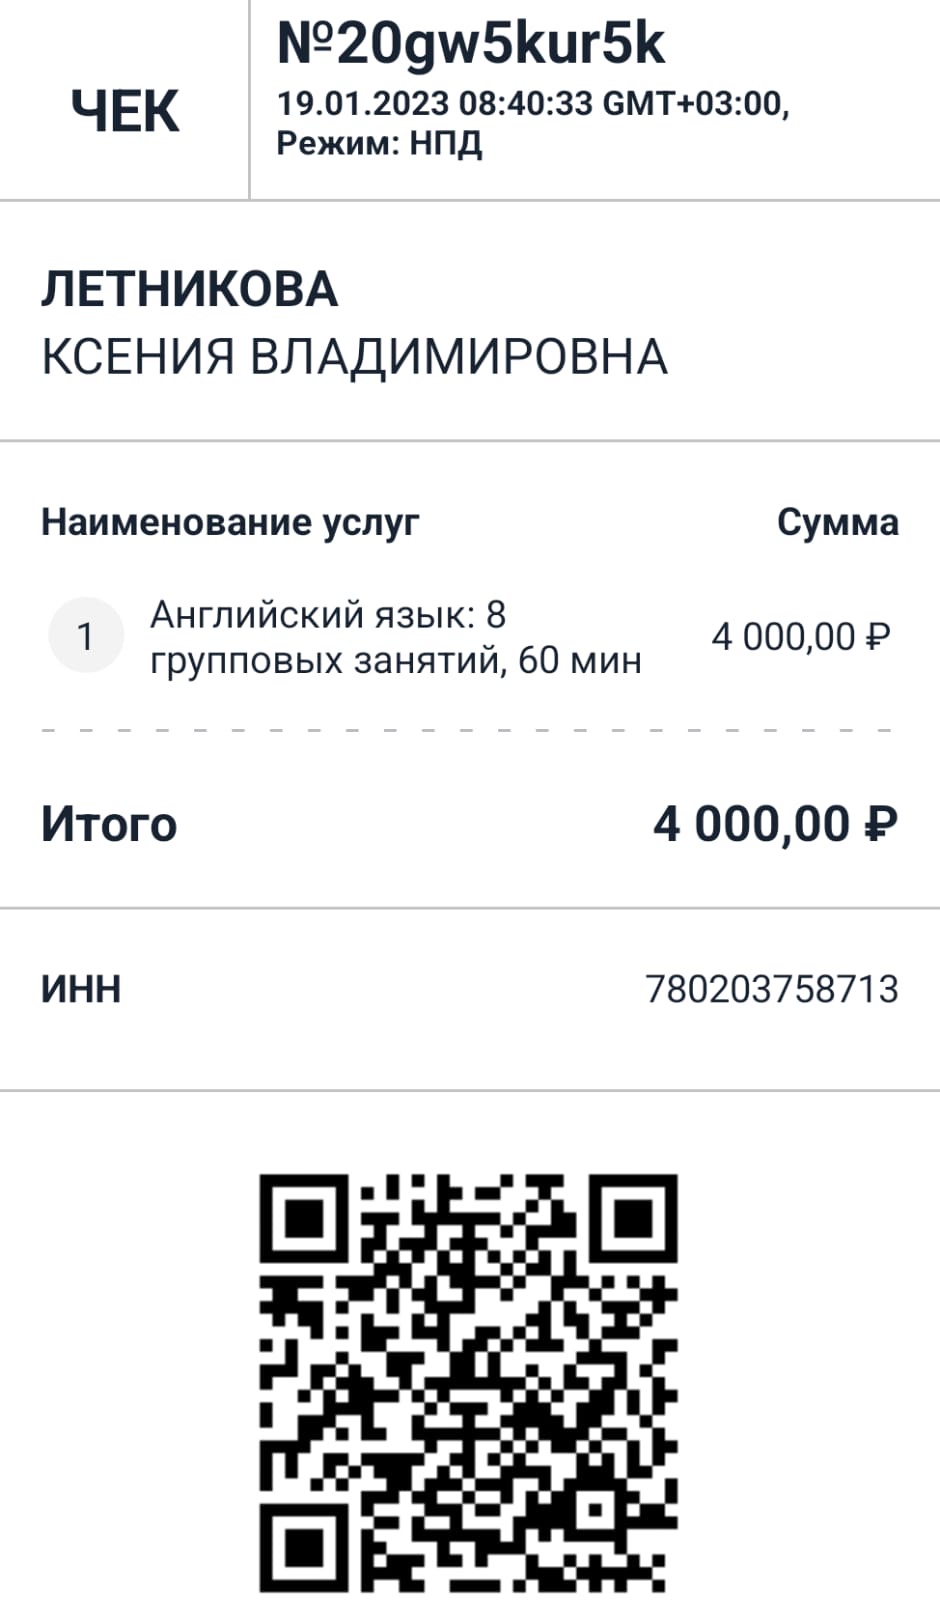 ЧЕК
№20gw5kur5k
19.01.2023 08:40:33 GMT+03:00,
Режим: НПД
ЛЕТНИКОВА
КСЕНИЯ ВЛАДИМИРОВНА
Наименование услуг Сумма
1 Английский язык: 8
групповых занятий, 60 мин 4 000,00 ₽
Итого 4 000,00 ₽
ИНН 780203758713